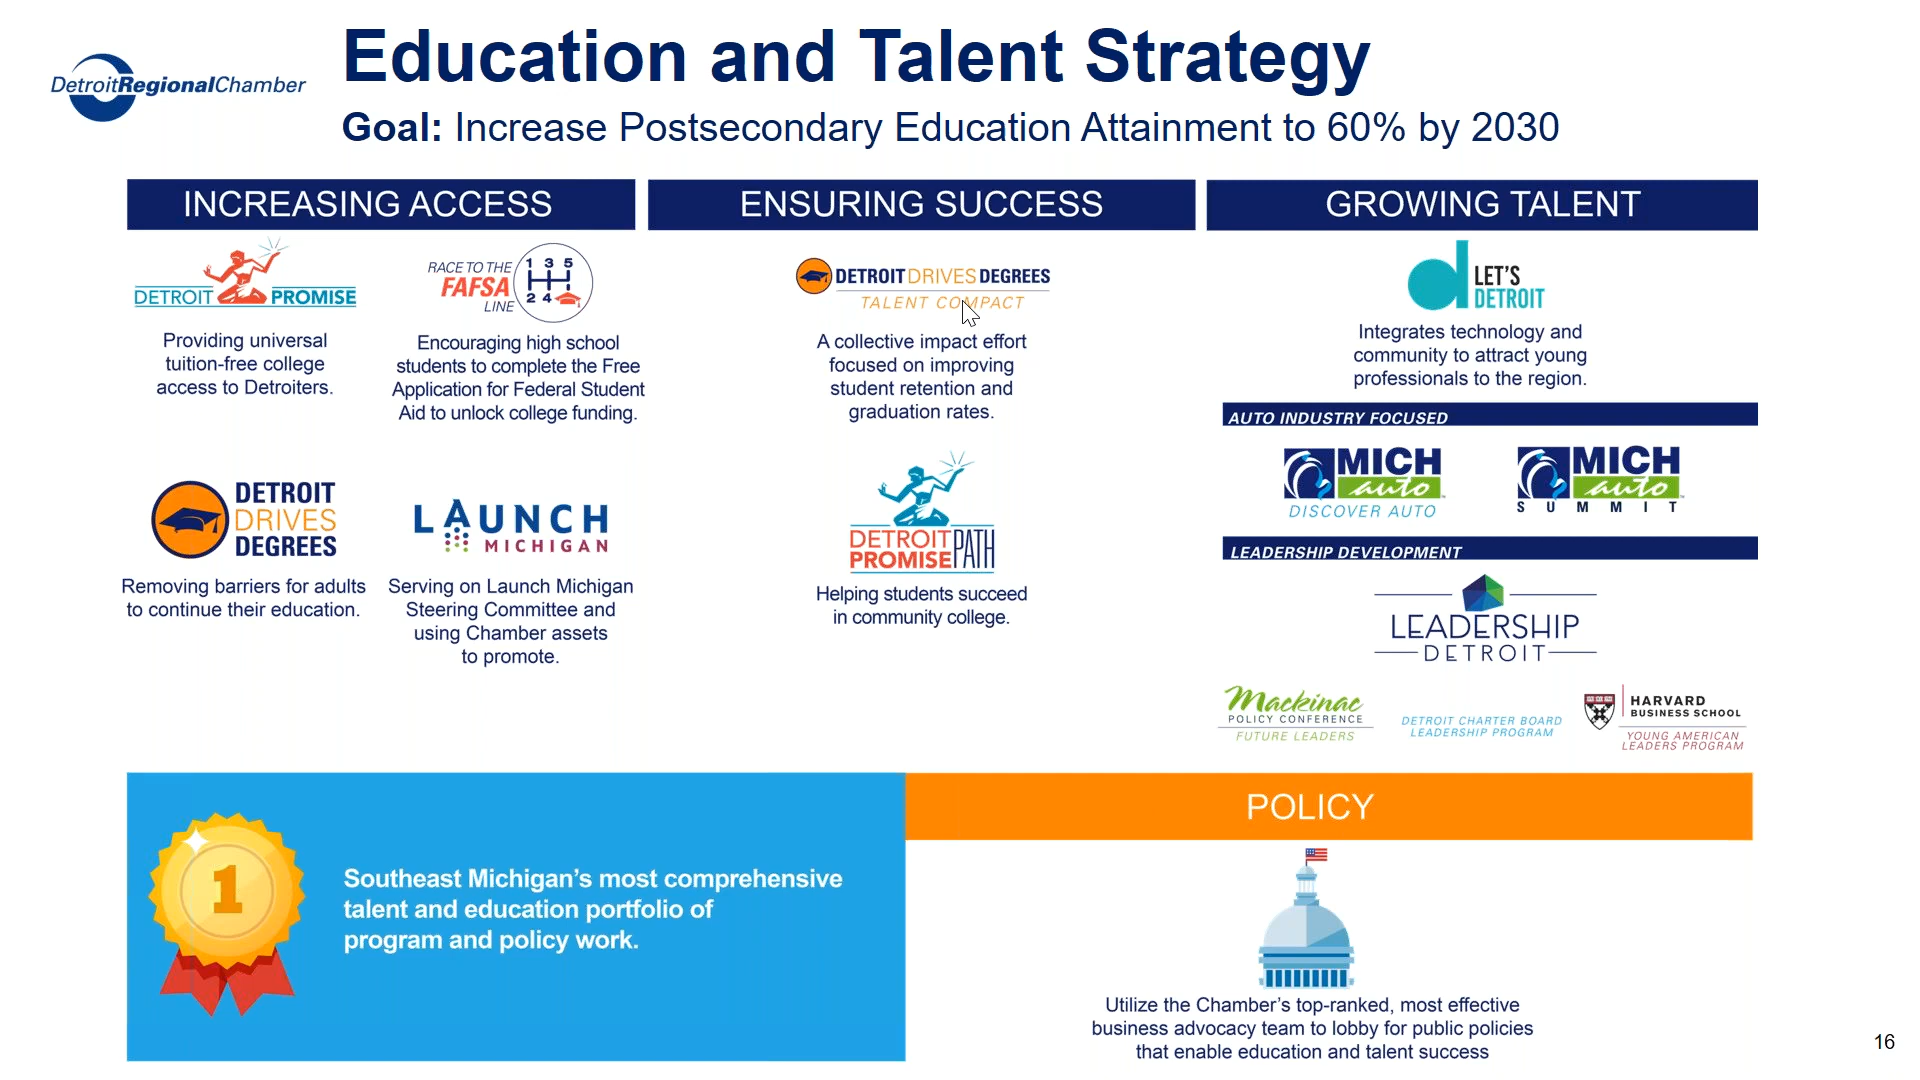 DetroitRegionalChamber
Education and Talent Strategy
Goal: Increase Postsecondary Education Attainment to 60% by 2030
INCREASING ACCESS
DETROIT PROMISE
Providing universal
tuition-free college
access to Detroiters.
RACE TO THE
FAFSA
LINE
1 3 5
2 4
Encouraging high school
students to complete the Free
Application for Federal Student
Aid to unlock college funding.
DETROIT
DRIVES
DEGREES
Removing barriers for adults
to continue their education.
LAUNCH
MICHIGAN
Serving on Launch Michigan
Steering Committee and
using Chamber assets
to promote.
ENSURING SUCCESS
DETROIT DRIVES DEGREES
TALENT COMPACT
A collective impact effort
focused on improving
student retention and
graduation rates.
DETROIT
PROMISE PATH
Helping students succeed
in community college.
GROWING TALENT
d LET'S
DETROIT
Integrates technology and
community to attract young
professionals to the region.
AUTO INDUSTRY FOCUSED
MICH
auto
DISCOVER AUTO
MICH
auto
SUMMIT
LEADERSHIP DEVELOPMENT
LEADERSHIP
DETROIT
Mackinac
POLICY CONFERENCE
FUTURE LEADERS
DETROIT CHARTER BOARD
LEADERSHIP PROGRAM
HARVARD
BUSINESS SCHOOL
YOUNG AMERICAN
LEADERS PROGRAM
1
Southeast Michigan's most comprehensive
talent and education portfolio of
program and policy work.
POLICY
Utilize the Chamber's top-ranked, most effective
business advocacy team to lobby for public policies
that enable education and talent success
16